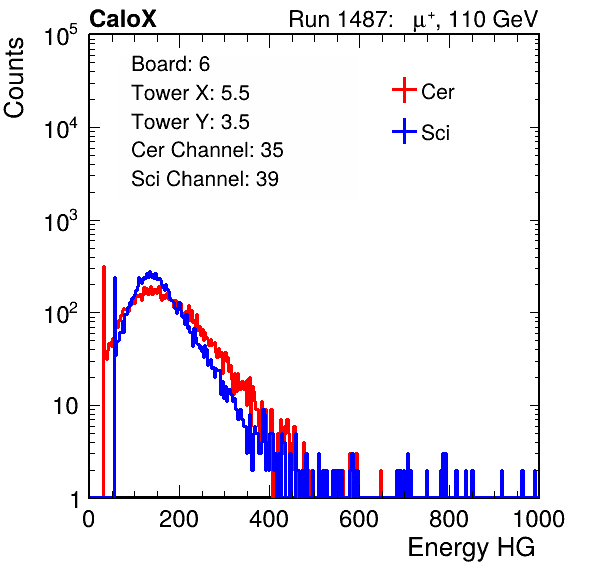 CaloX Run 1487: μ⁺, 110 GeV
Counts
10⁵
10⁴
10³
10²
10
1
Board: 6
Tower X: 5.5
Tower Y: 3.5
Cer Channel: 35
Sci Channel: 39
Cer
Sci
0 200 400 600 800 1000
Energy HG